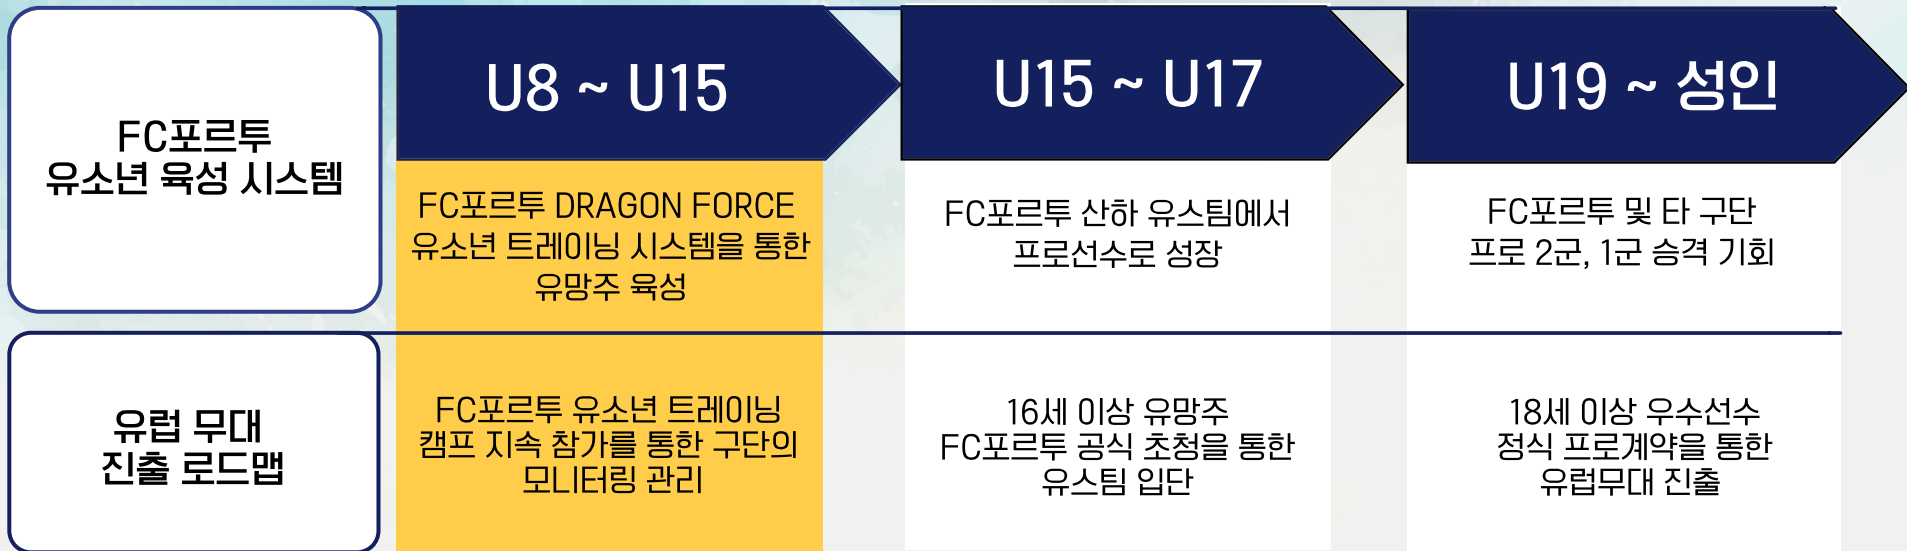 FC포르투
유소년 육성 시스템
U8 ~ U15
U15 ~ U17
U19 ~ 성인
FC포르투 DRAGON FORCE
유소년 트레이닝 시스템을 통한
유망주 육성
FC포르투 산하 유스팀에서
프로선수로 성장
FC포르투 및 타 구단
프로 2군, 1군 승격 기회
유럽 무대
진출 로드맵
FC포르투 유소년 트레이닝
캠프 지속 참가를 통한 구단의
모니터링 관리
16세 이상 유망주
FC포르투 공식 초청을 통한
유스팀 입단
18세 이상 우수선수
정식 프로계약을 통한
유럽무대 진출